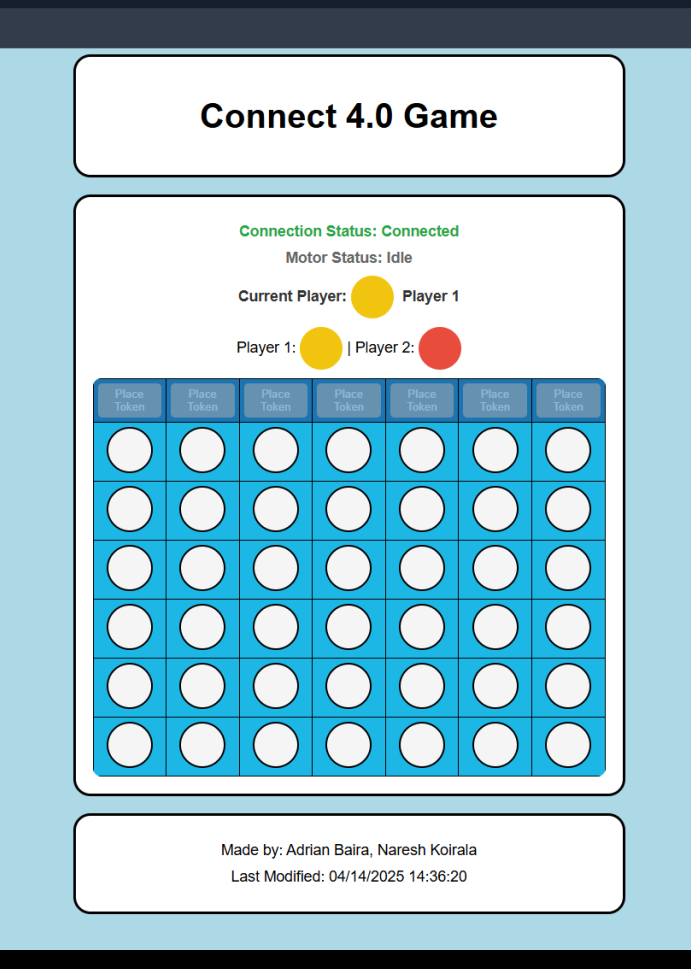 Connect 4.0 Game
Connection Status: Connected
Motor Status: Idle
Current Player: Player 1
Player 1: | Player 2:
Place Token Place Token Place Token Place Token Place Token Place Token Place Token
Made by: Adrian Baira, Naresh Koirala
Last Modified: 04/14/2025 14:36:20